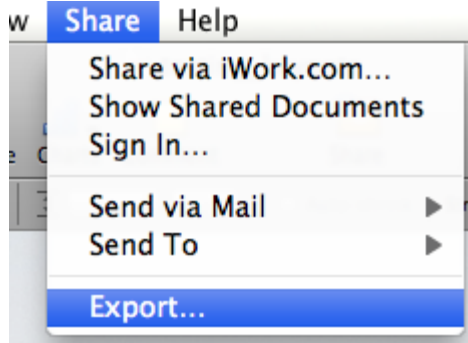 Share Help
Share via iWork.com...
Show Shared Documents
Sign In...
Send via Mail
Send To
Export...